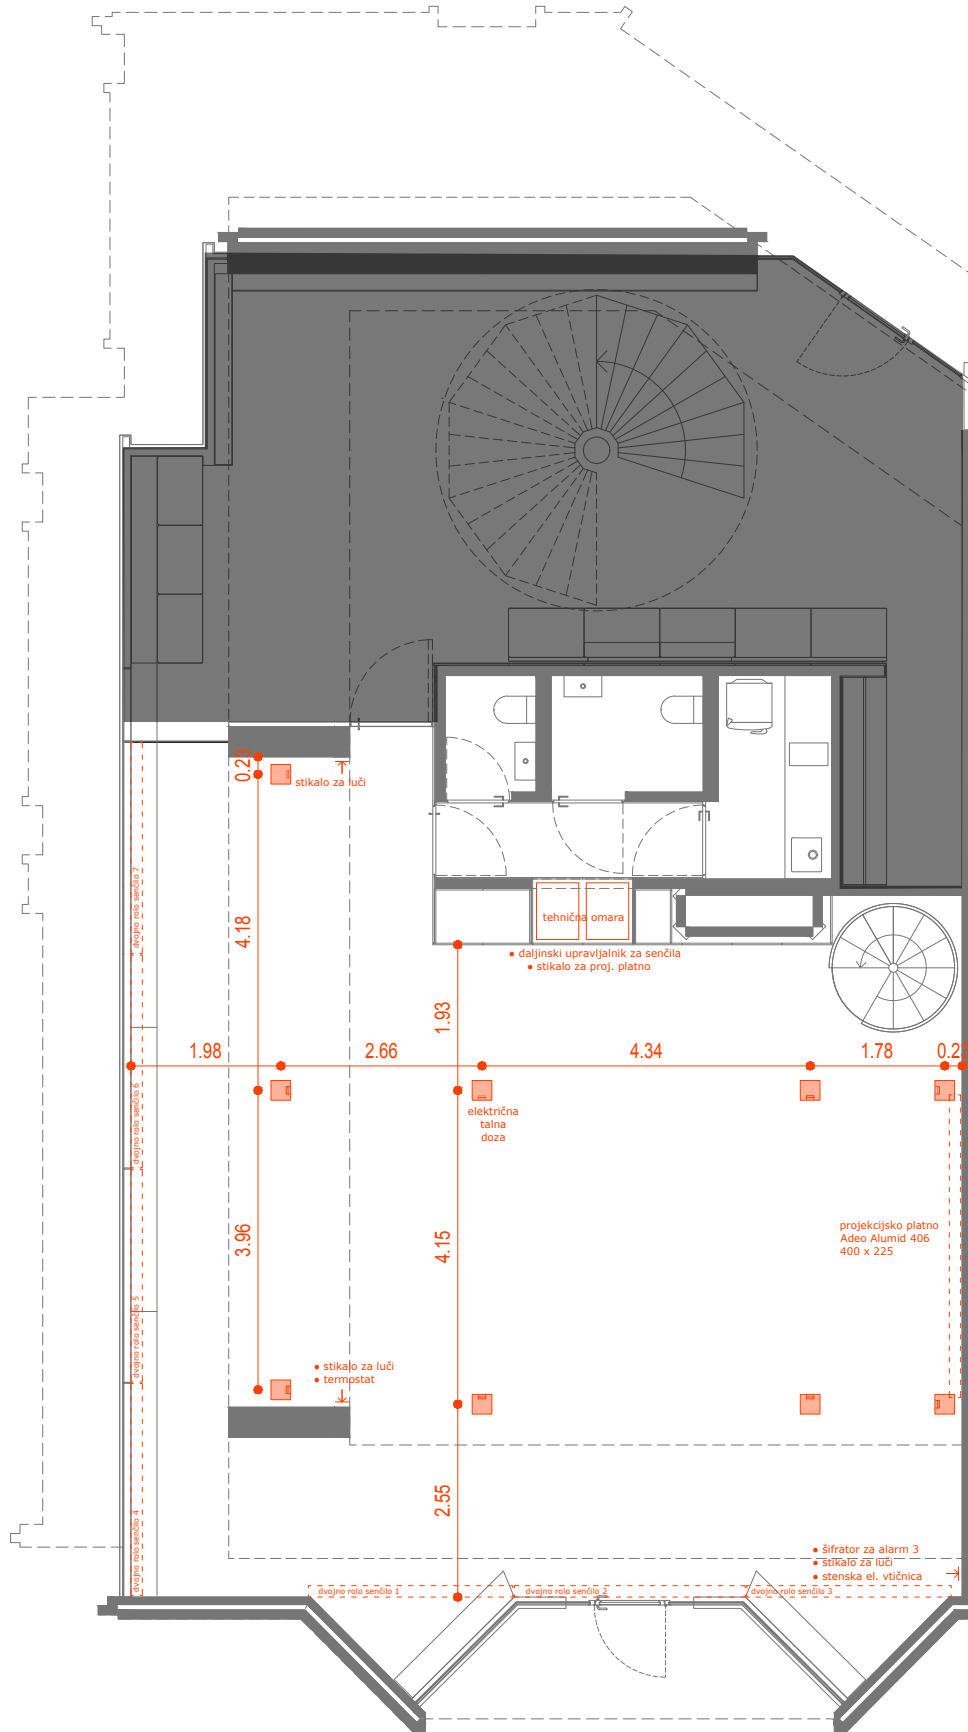 0.23
stikalo za luči
dvojno rolo senčilo 7
4.18
tehnična omara
• daljinski upravljalnik za senčila
• stikalo za proj. platno
1.93
1.98
2.66
4.34
1.78
0.23
dvojno rolo senčilo 6
električna
talna
doza
3.96
4.15
projekcijsko platno
Adeo Alumid 406
400 x 225
dvojno rolo senčilo 5
• stikalo za luči
• termostat
2.55
dvojno rolo senčilo 4
• šifrator za alarm 3
• stikalo za luči
• stenska el. vtičnica
dvojno rolo senčilo 1
dvojno rolo senčilo 2
dvojno rolo senčilo 3